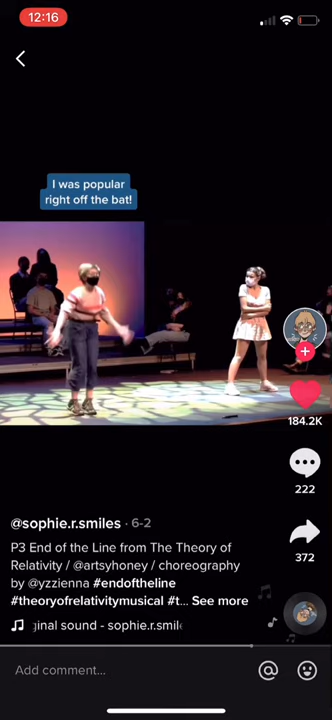 12:16
I was popular
right off the bat!
184.2K
222
372
@sophie.r.smiles · 6-2
P3 End of the Line from The Theory of
Relativity / @artsyhoney / choreography
by @yzzienna #endoftheline
#theoryofrelativitymusical #t... See more
ginal sound - sophie.r.smile
Add comment...